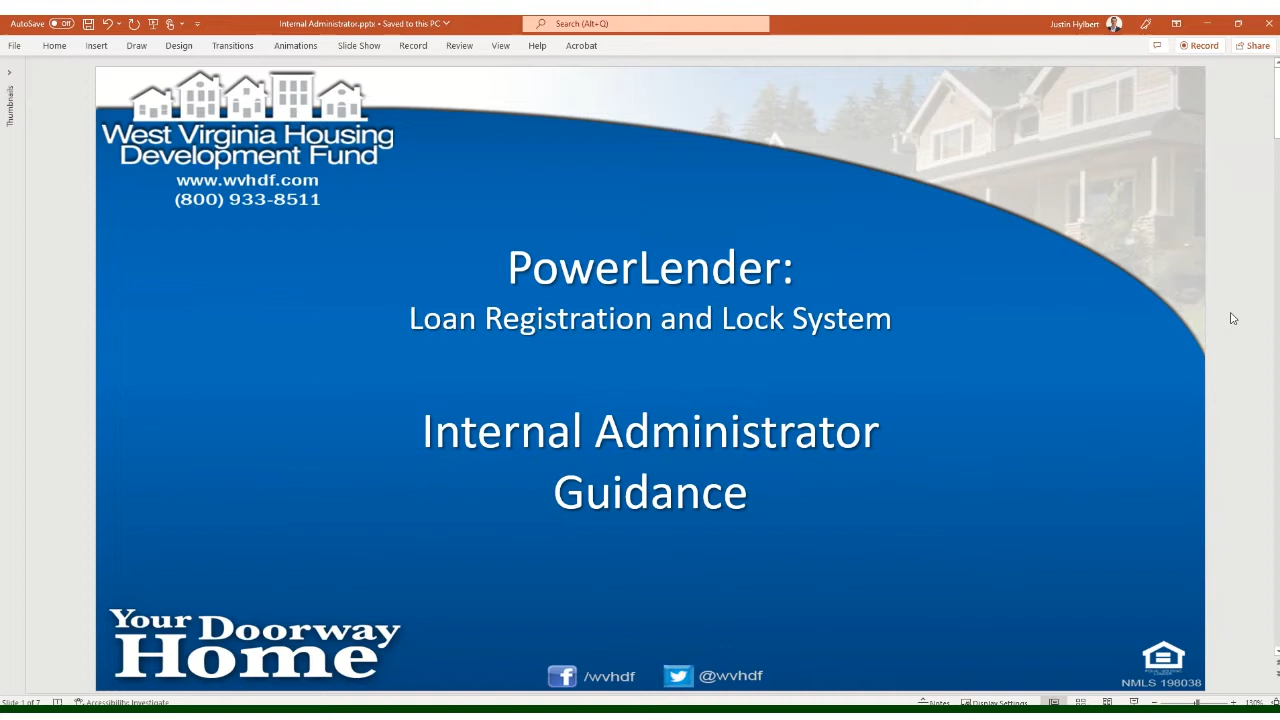 AutoSave Off
Internal Administrator.pptx • Saved to this PC
Search (Alt+Q)
Justin Hylbert
File Home Insert Draw Design Transitions Animations Slide Show Record Review View Help Acrobat
Record Share
Thumbnails
West Virginia Housing
Development Fund
www.wvhdf.com
(800) 933-8511
PowerLender:
Loan Registration and Lock System
Internal Administrator
Guidance
Your Doorway
Home
/wvhdf
@wvhdf
NMLS 198038
Slide 1 of 7 Accessibility: Investigate Notes Display Settings 130%